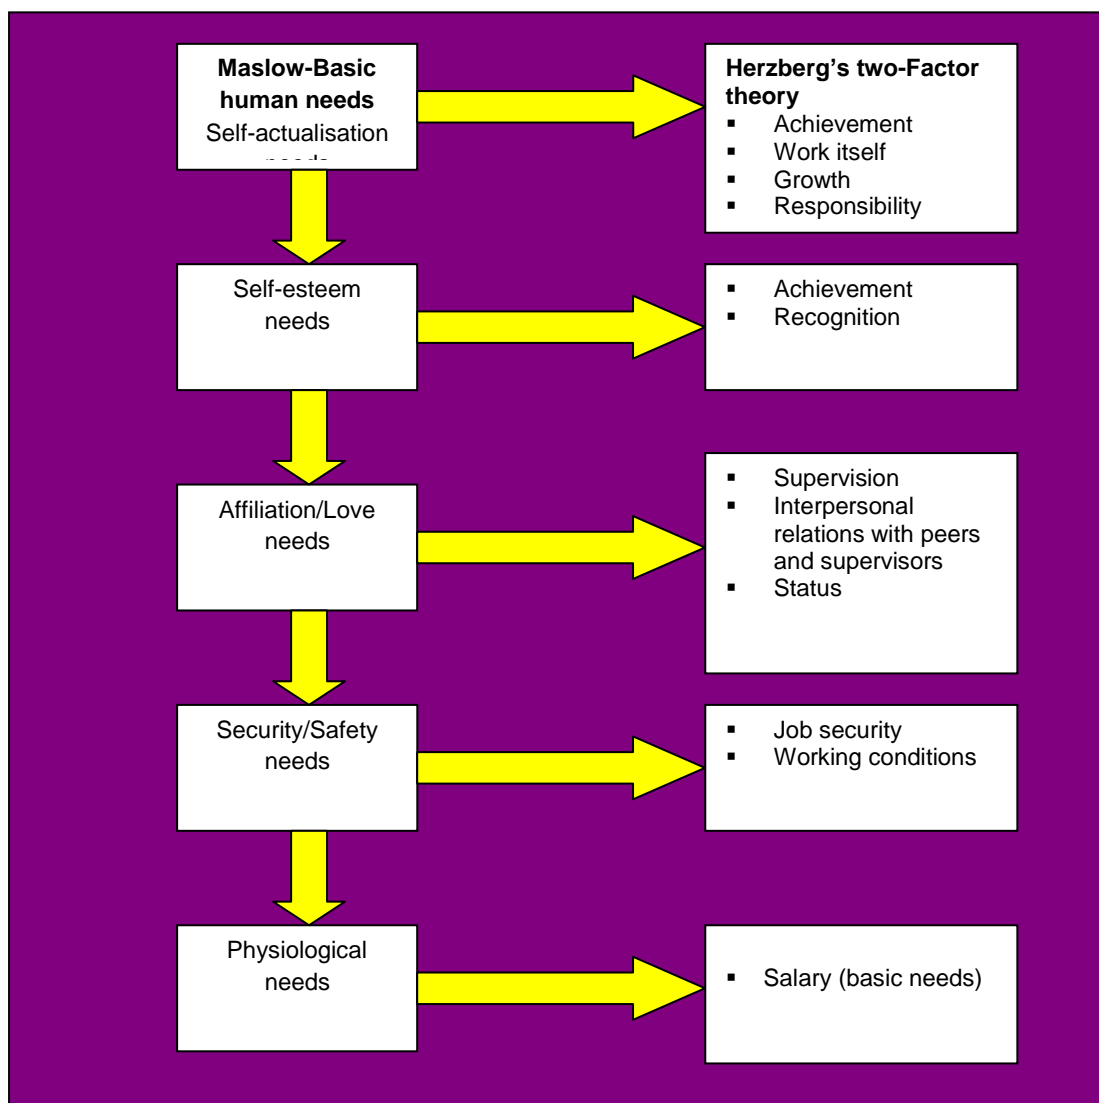 Maslow-Basic
human needs
Self-actualisation
Herzberg's two-Factor
theory
▪ Achievement
▪ Work itself
▪ Growth
▪ Responsibility
Self-esteem
needs
▪ Achievement
▪ Recognition
Affiliation/Love
needs
▪ Supervision
▪ Interpersonal
relations with peers
and supervisors
▪ Status
Security/Safety
needs
▪ Job security
▪ Working conditions
Physiological
needs
▪ Salary (basic needs)